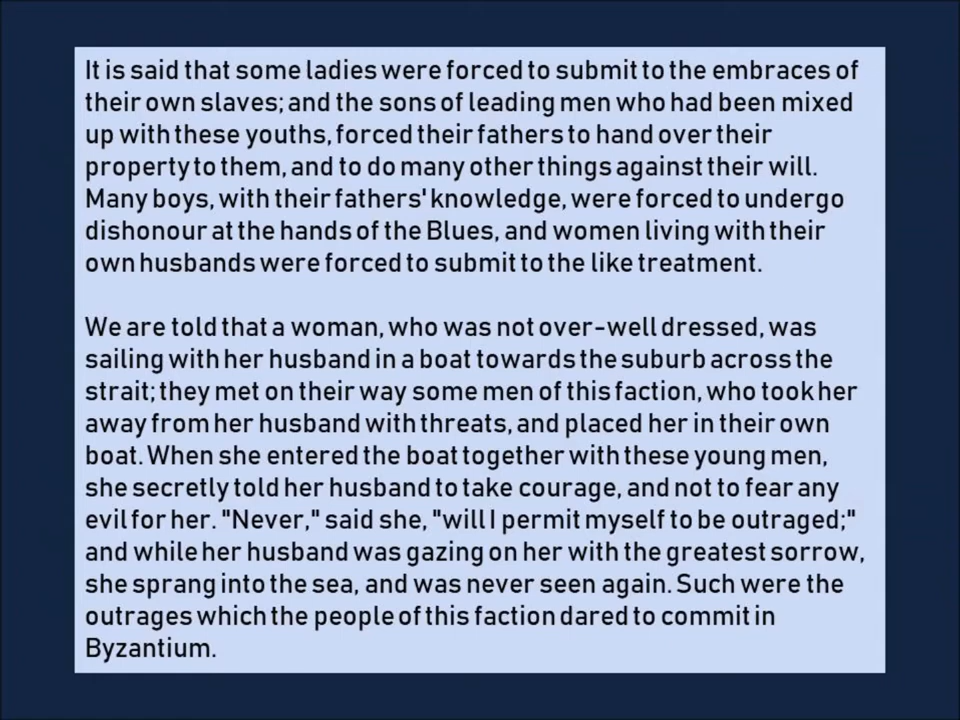 It is said that some ladies were forced to submit to the embraces of
their own slaves; and the sons of leading men who had been mixed
up with these youths, forced their fathers to hand over their
property to them, and to do many other things against their will.
Many boys, with their fathers' knowledge, were forced to undergo
dishonour at the hands of the Blues, and women living with their
own husbands were forced to submit to the like treatment.
We are told that a woman, who was not over-well dressed, was
sailing with her husband in a boat towards the suburb across the
strait; they met on their way some men of this faction, who took her
away from her husband with threats, and placed her in their own
boat. When she entered the boat together with these young men,
she secretly told her husband to take courage, and not to fear any
evil for her. "Never," said she, "will I permit myself to be outraged;"
and while her husband was gazing on her with the greatest sorrow,
she sprang into the sea, and was never seen again. Such were the
outrages which the people of this faction dared to commit in
Byzantium.